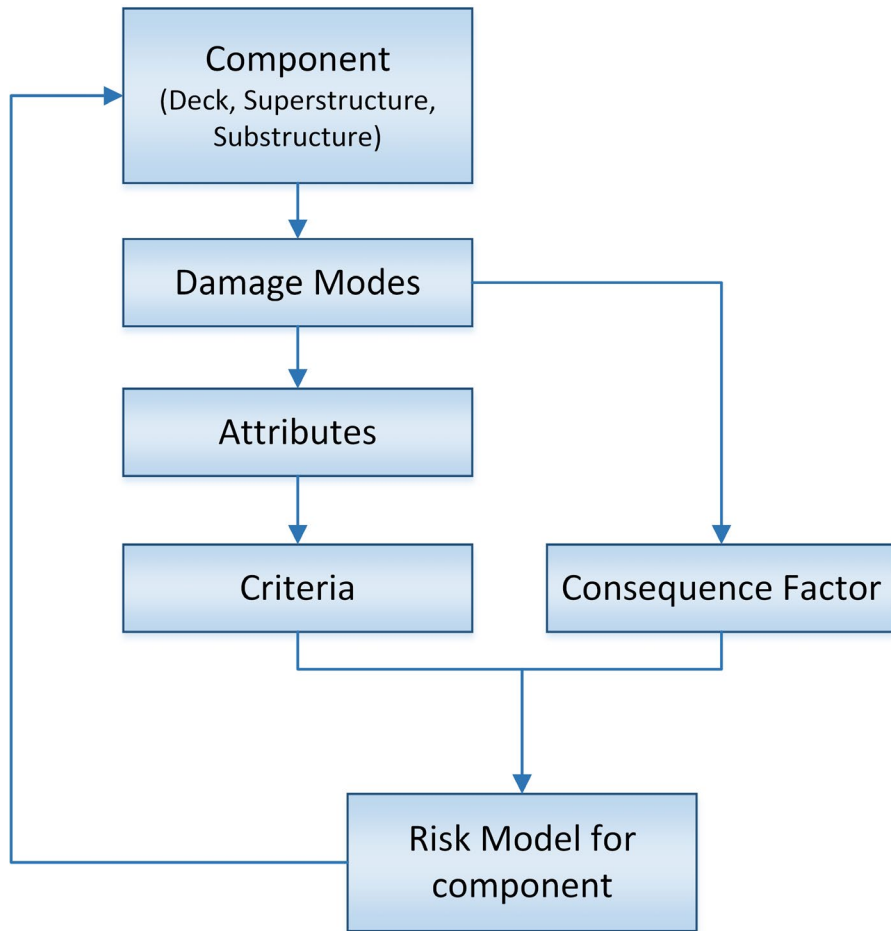 Component
(Deck, Superstructure,
Substructure)
Damage Modes
Attributes
Criteria
Consequence Factor
Risk Model for
component